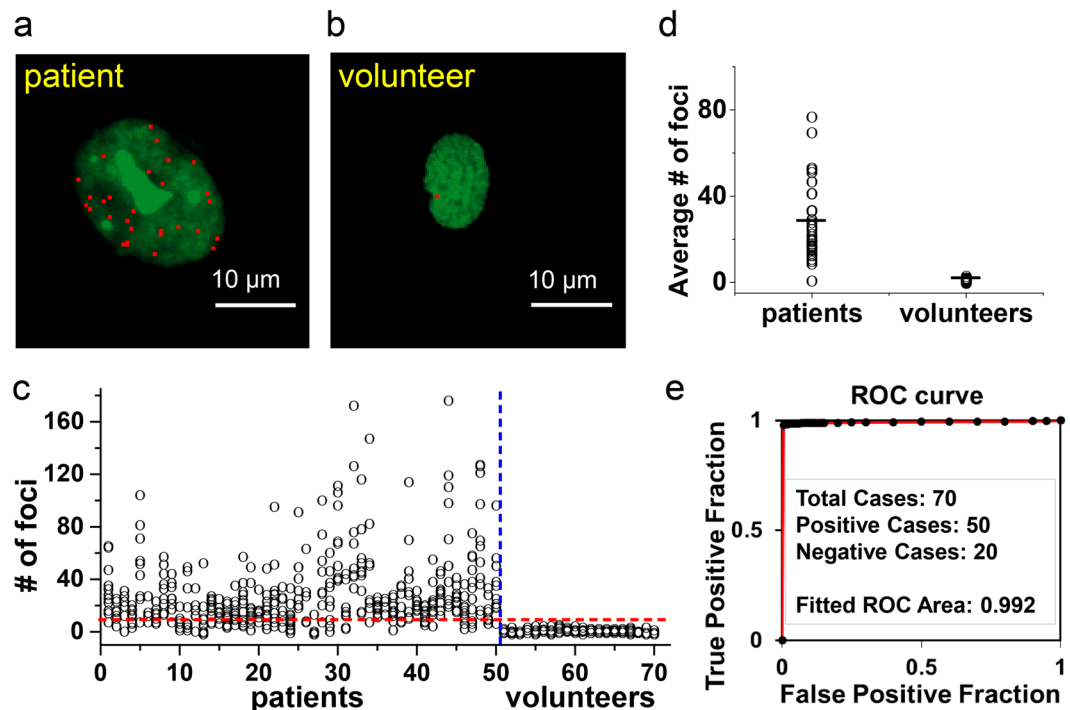 a
patient
10 µm
b
volunteer
10 µm
d
Average # of foci
80
40
0
patients
volunteers
c
# of foci
160
120
80
40
0
0 10 20 30 40 50 60 70
patients
volunteers
e
ROC curve
True Positive Fraction
1
0.5
0
Total Cases: 70
Positive Cases: 50
Negative Cases: 20
Fitted ROC Area: 0.992
0 0.5 1
False Positive Fraction